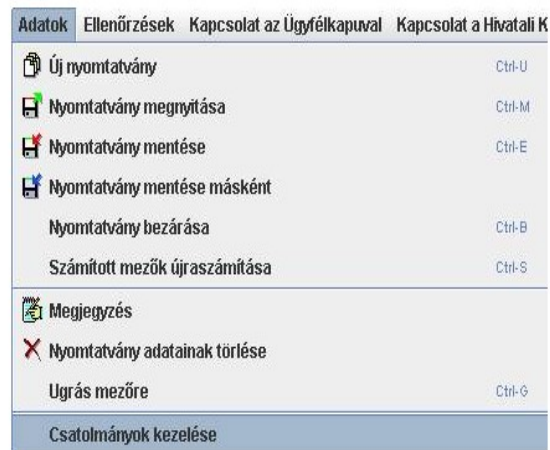 Adatok Ellenőrzések Kapcsolat az Ügyfélkapuval Kapcsolat a Hivatali K
Új nyomtatvány Ctrl-U
Nyomtatvány megnyitása Ctrl-M
Nyomtatvány mentése Ctrl-E
Nyomtatvány mentése másként
Nyomtatvány bezárása Ctrl-B
Számított mezők újraszámítása Ctrl-S
Megjegyzés
Nyomtatvány adatainak törlése
Ugrás mezőre Ctrl-G
Csatolmányok kezelése